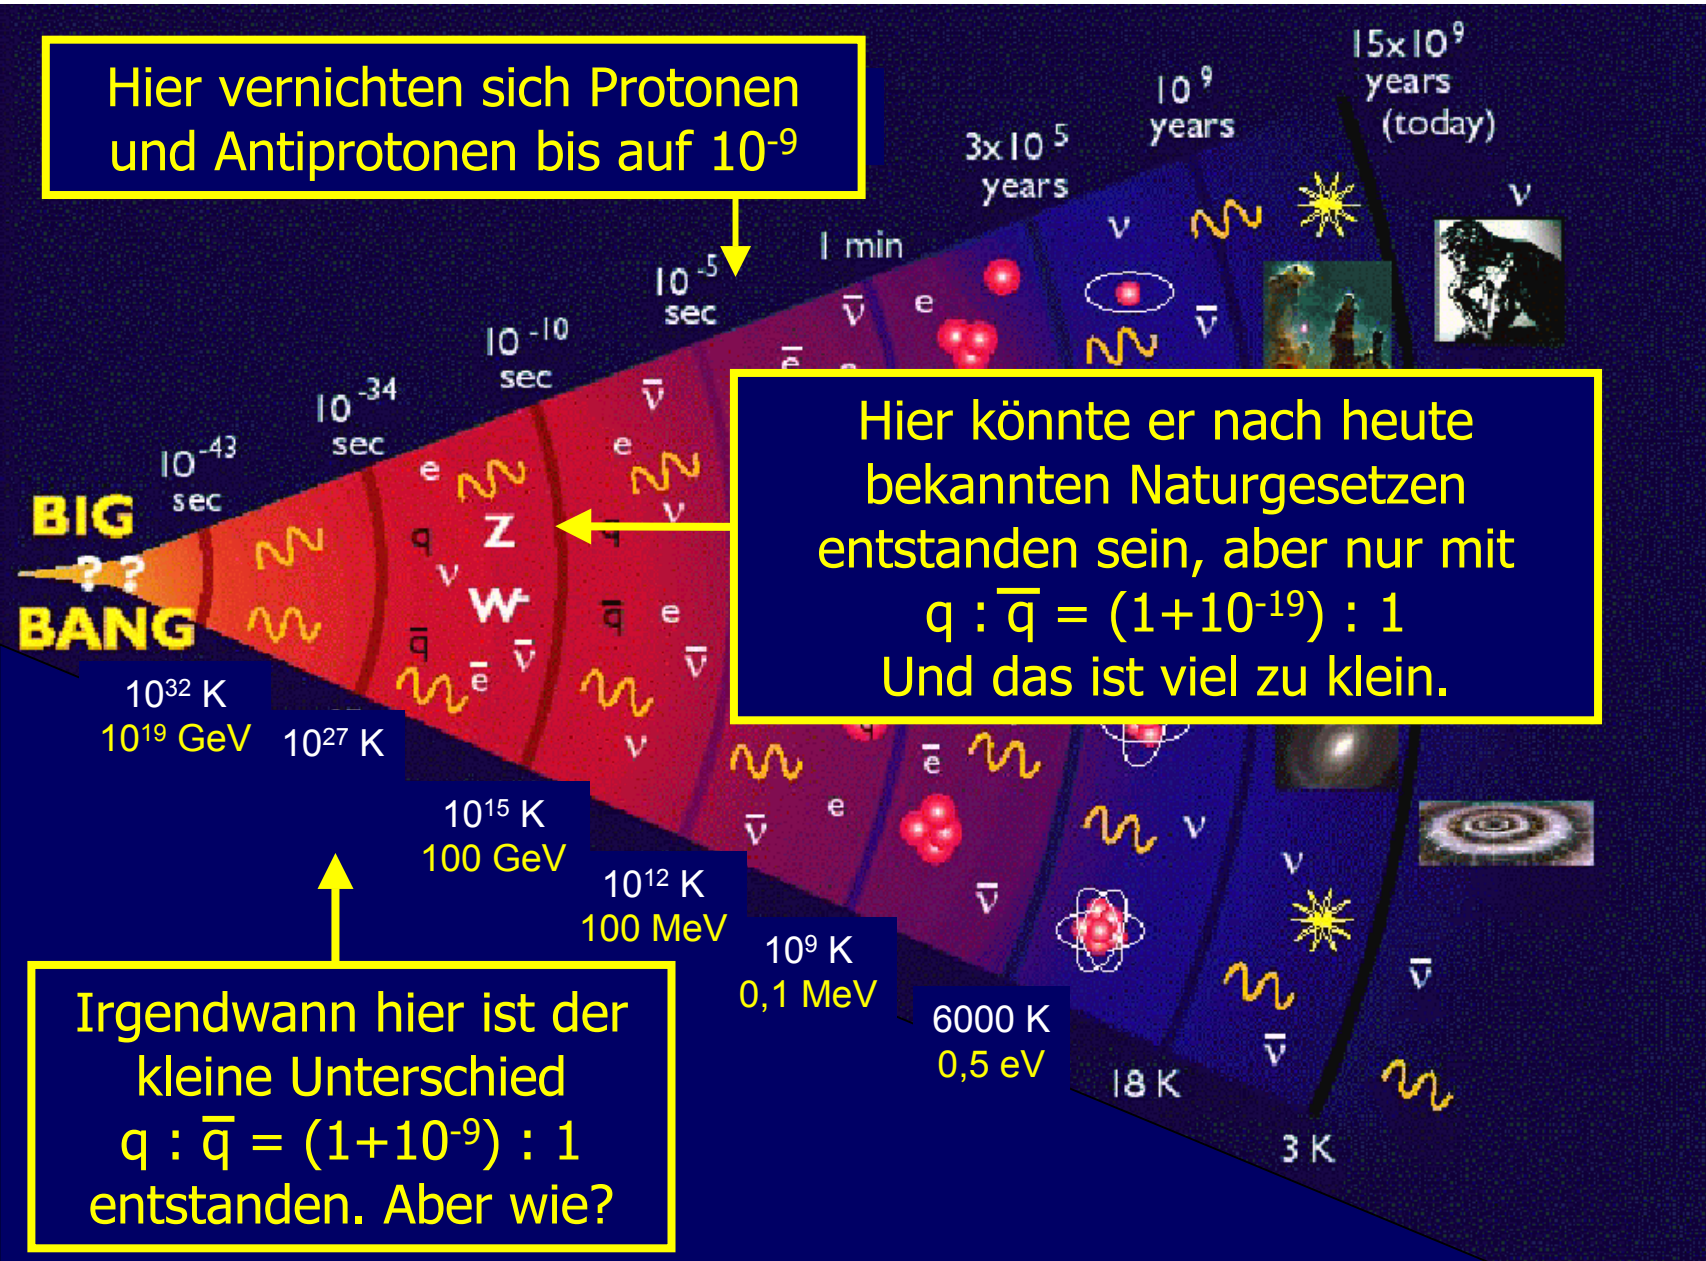 Hier vernichten sich Protonen
und Antiprotonen bis auf 10⁻⁹
15x10⁹
years
(today)
10⁹
years
3x10⁵
years
1 min
10⁻⁵
sec
10⁻¹⁰
sec
10⁻³⁴
sec
10⁻⁴³
sec
BIG
? ?
BANG
Hier könnte er nach heute
bekannten Naturgesetzen
entstanden sein, aber nur mit
q : q̅ = (1+10⁻¹⁹) : 1
Und das ist viel zu klein.
e
q
Z
ν
W
q̅
e̅
ν̅
ν̅
e
ν
q̅
e
ν̅
ν
ν̅
e
e̅
ν̅
e
e̅
ν̅
ν
ν̅
ν
ν
ν̅
ν
ν̅
10³² K
10¹⁹ GeV
10²⁷ K
10¹⁵ K
100 GeV
10¹² K
100 MeV
10⁹ K
0,1 MeV
6000 K
0,5 eV
18 K
3 K
Irgendwann hier ist der
kleine Unterschied
q : q̅ = (1+10⁻⁹) : 1
entstanden. Aber wie?